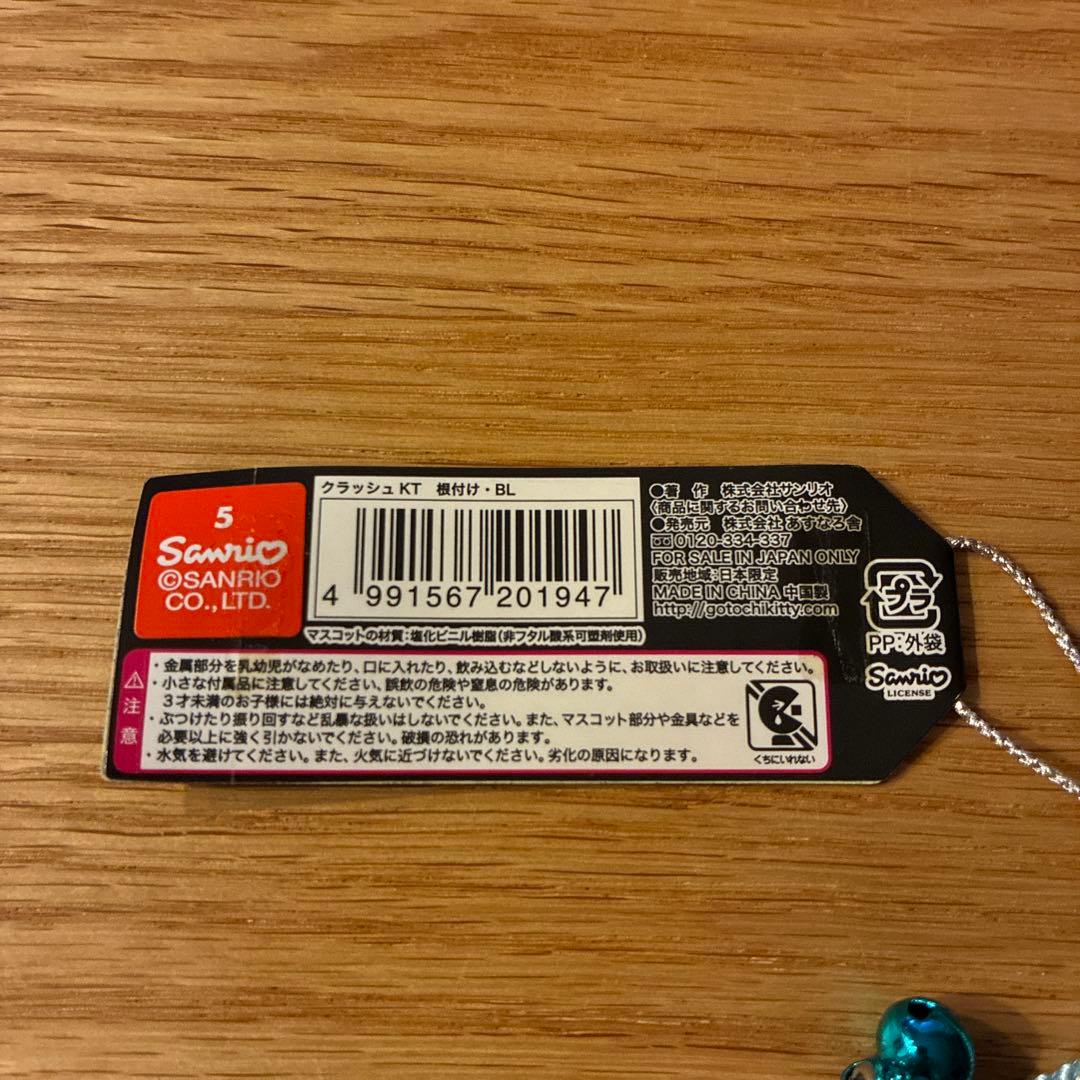 5
Sanrio
©SANRIO
CO., LTD.
クラッシュ KT 根付け・BL
4 991567 201947
マスコットの材質:塩化ビニル樹脂(非フタル酸系可塑剤使用)
●著 作 株式会社サンリオ
〈商品に関するお問い合わせ先〉
●発売元 株式会社 あすなろ舎
0120-334-337
FOR SALE IN JAPAN ONLY
販売地域:日本限定
MADE IN CHINA 中国製
http://gotochikitty.com
プラ
PP:外袋
Sanrio
LICENSE
注意
・金属部分を乳幼児がなめたり、口に入れたり、飲み込むなどしないように、お取扱いに注意してください。
・小さな付属品に注意してください、誤飲の危険や窒息の危険があります。
3才未満のお子様には絶対に与えないでください。
・ぶつけたり振り回すなど乱暴な扱いはしないでください。また、マスコット部分や金具などを
必要以上に強く引かないでください。破損の恐れがあります。
・水気を避けてください。また、火気に近づけないでください。劣化の原因になります。
くちにいれない